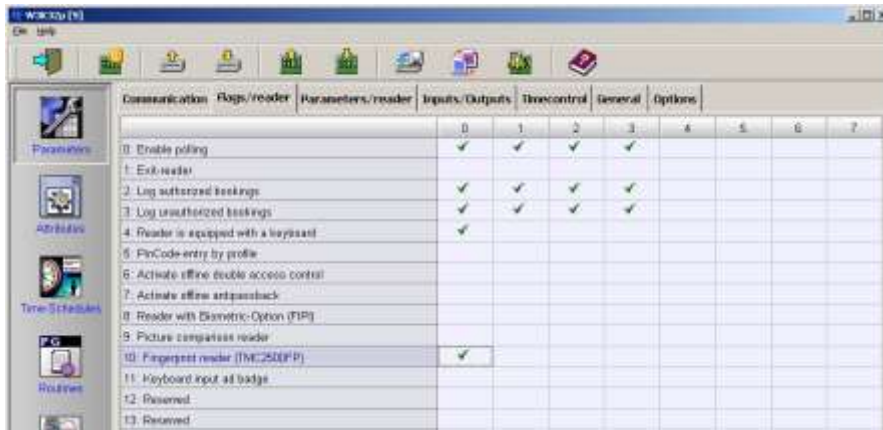 W3K32p [9]
File Help
Communication Flags/reader Parameters/reader Inputs/Outputs Timecontrol General Options
0 1 2 3 4 5 6 7
Parameters
0: Enable polling
1: Exit-reader
2: Log authorized bookings
3: Log unauthorized bookings
Attributes
4: Reader is equipped with a keyboard
5: PinCode-entry by profile
6: Activate offline double access control
7: Activate offline antipassback
Time-Schedules
8: Reader with Biometric-Option (FIPI)
9: Picture comparison reader
PG
10: Fingerprint reader (TMC2500FP)
11: Keyboard input ad badge
Routines
12: Reserved
13: Reserved